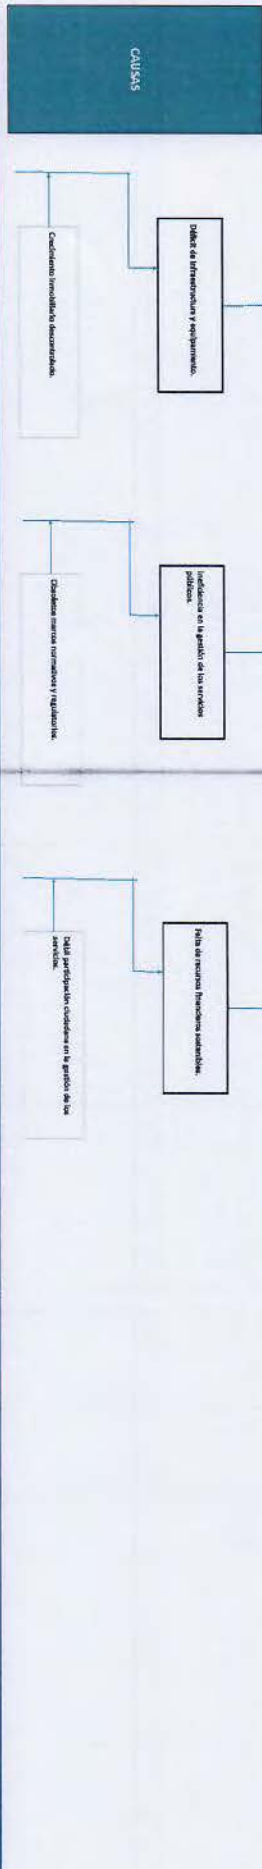 CAUSAS
Déficit de infraestructura y equipamiento.
Crecimiento inmobiliario descontrolado.
Ineficiencia en la gestión de los servicios
públicos.
Obsoletos marcos normativos y regulatorios.
Falta de recursos financieros sostenibles.
Débil participación ciudadana en la gestión de los
servicios.